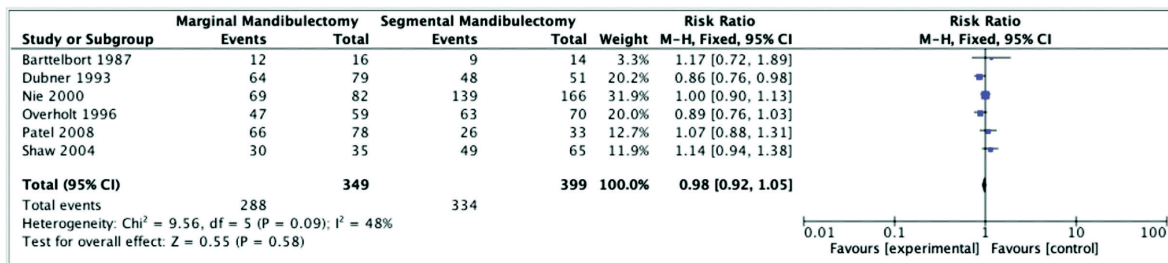 Marginal Mandibulectomy Segmental Mandibulectomy Risk Ratio Risk Ratio
Study or Subgroup Events Total Events Total Weight M-H, Fixed, 95% CI M-H, Fixed, 95% CI
Barttelbort 1987 12 16 9 14 3.3% 1.17 [0.72, 1.89]
Dubner 1993 64 79 48 51 20.2% 0.86 [0.76, 0.98]
Nie 2000 69 82 139 166 31.9% 1.00 [0.90, 1.13]
Overholt 1996 47 59 63 70 20.0% 0.89 [0.76, 1.03]
Patel 2008 66 78 26 33 12.7% 1.07 [0.88, 1.31]
Shaw 2004 30 35 49 65 11.9% 1.14 [0.94, 1.38]
Total (95% CI) 349 399 100.0% 0.98 [0.92, 1.05]
Total events 288 334
Heterogeneity: Chi² = 9.56, df = 5 (P = 0.09); I² = 48%
Test for overall effect: Z = 0.55 (P = 0.58)
0.01 0.1 1 10 100
Favours [experimental] Favours [control]